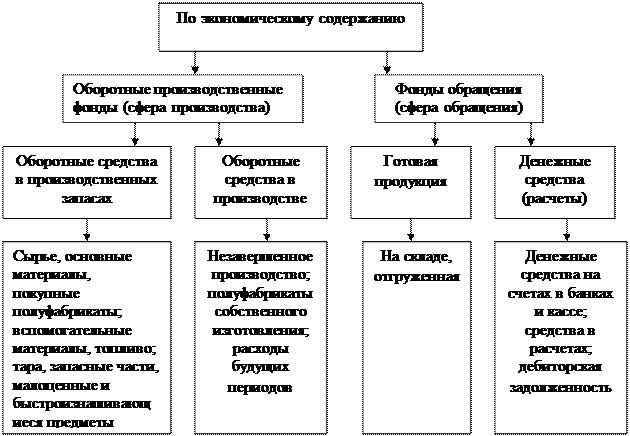 По экономическому содержанию
Оборотные производственные
фонды (сфера производства)
Фонды обращения
(сфера обращения)
Оборотные средства
в производственных
запасах
Оборотные
средства в
производстве
Готовая
продукция
Денежные
средства
(расчеты)
Сырье, основные
материалы,
покупные
полуфабрикаты;
вспомогательные
материалы, топливо;
тара, запасные части,
малоценные и
быстроизнашивающ
иеся предметы
Незавершенное
производство;
полуфабрикаты
собственного
изготовления;
расходы
будущих
периодов
На складе,
отгруженная
Денежные
средства на
счетах в банках
и кассе;
средства в
расчетах;
дебиторская
задолженность